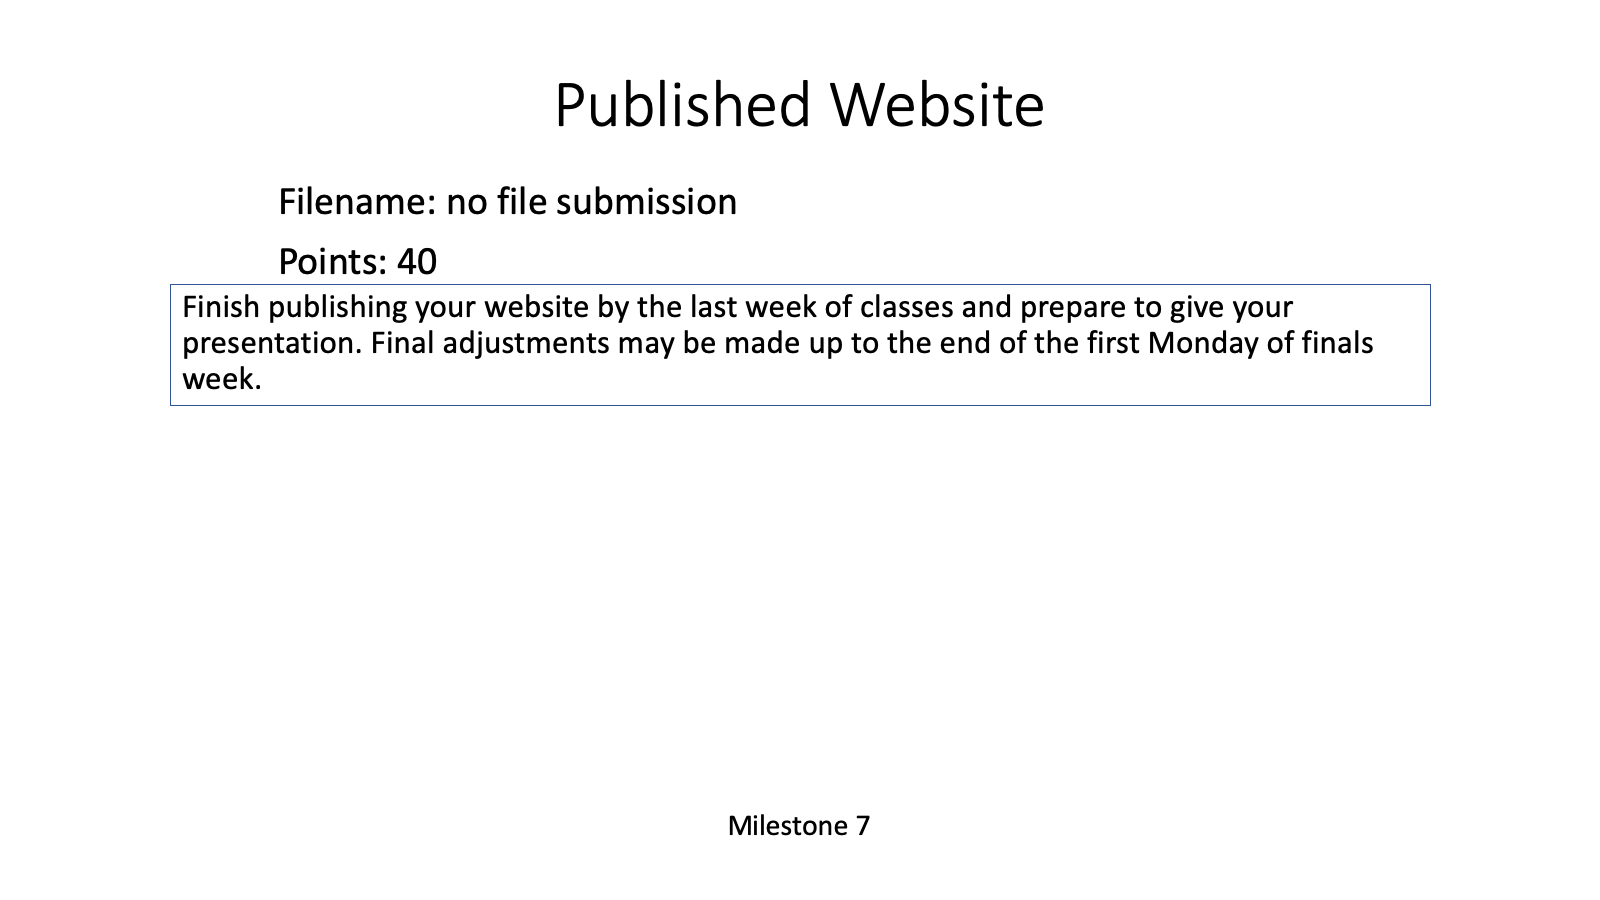 Published Website
Filename: no file submission
Points: 40
Finish publishing your website by the last week of classes and prepare to give your
presentation. Final adjustments may be made up to the end of the first Monday of finals
week.
Milestone 7